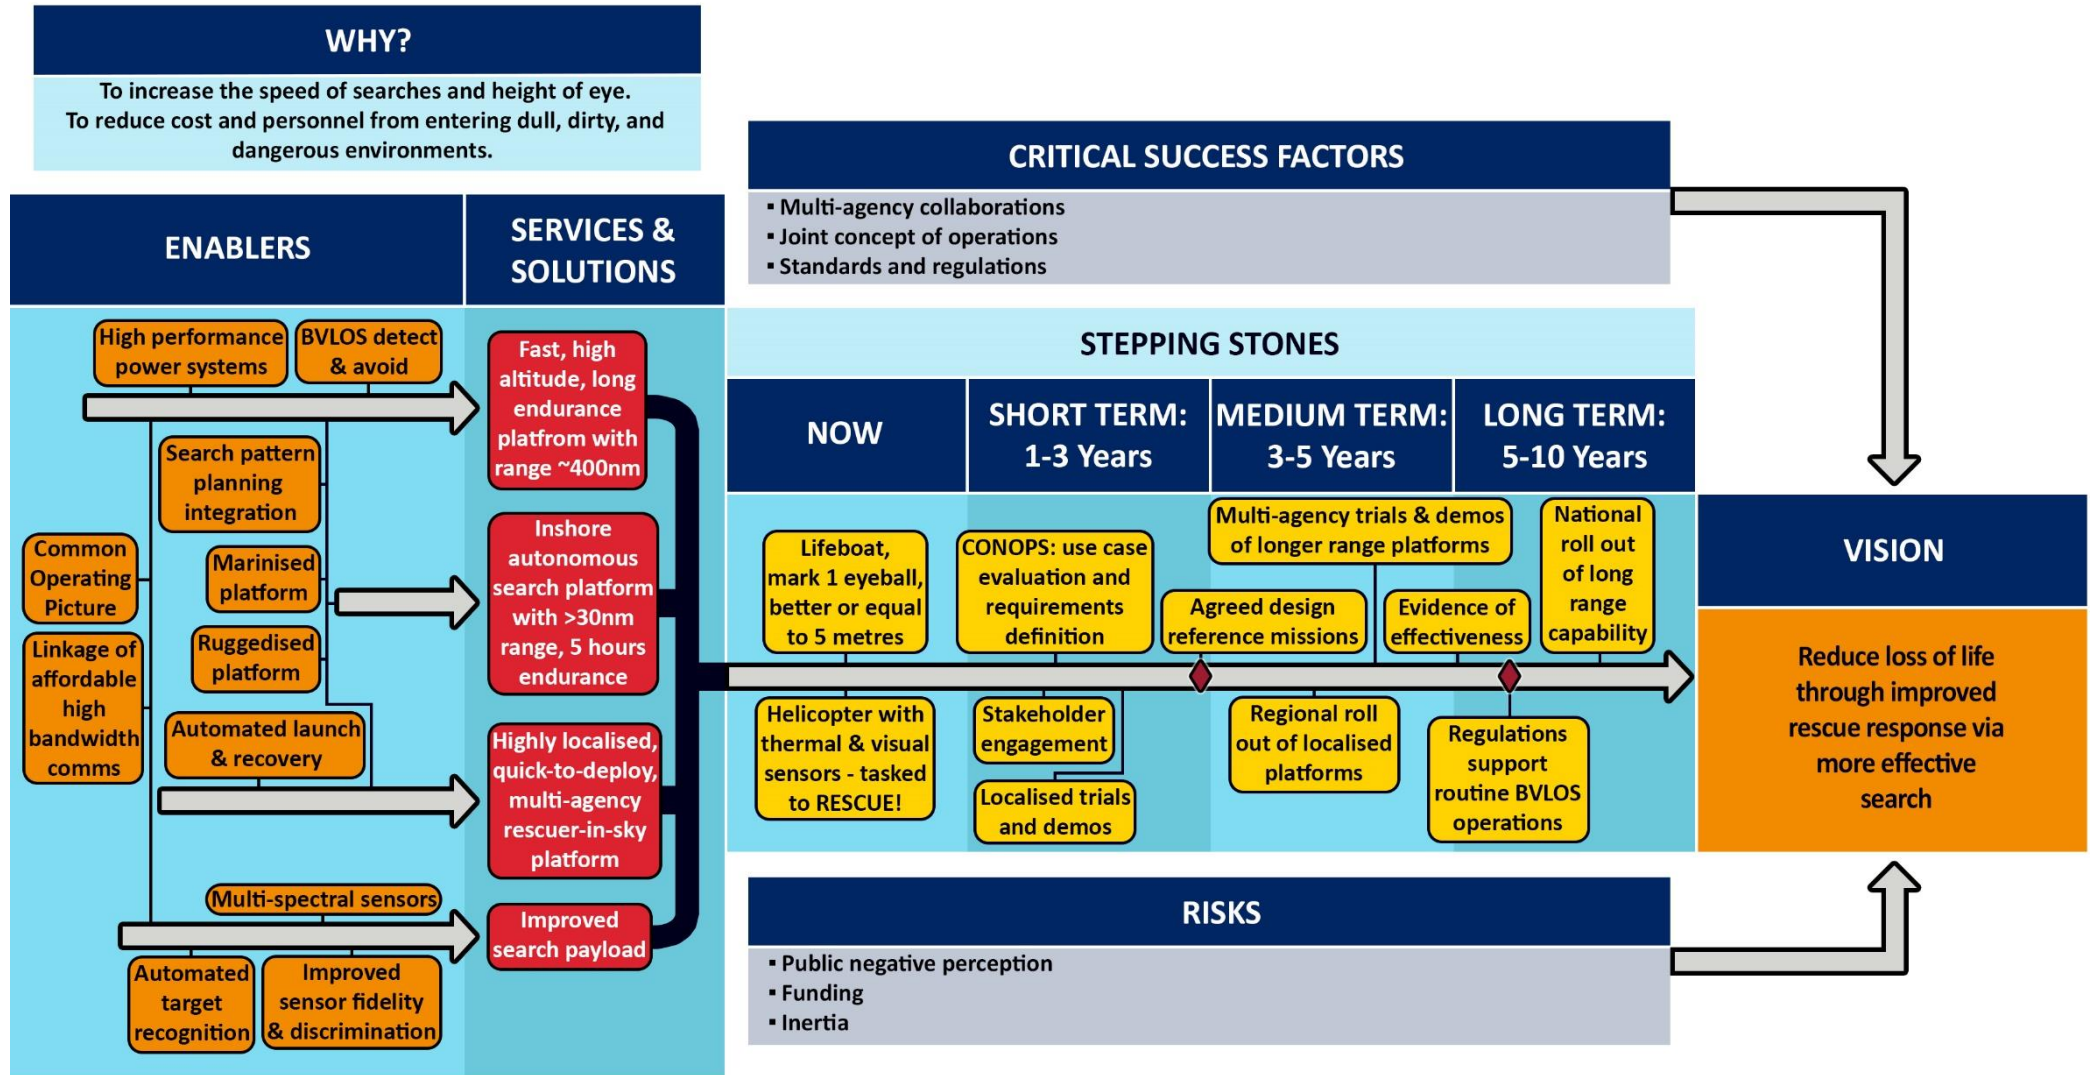 WHY?
To increase the speed of searches and height of eye.
To reduce cost and personnel from entering dull, dirty, and
dangerous environments.
ENABLERS
SERVICES &
SOLUTIONS
High performance
power systems
BVLOS detect
& avoid
Search pattern
planning
integration
Common
Operating
Picture
Marinised
platform
Linkage of
affordable
high
bandwidth
comms
Ruggedised
platform
Automated launch
& recovery
Multi-spectral sensors
Automated
target
recognition
Improved
sensor fidelity
& discrimination
Fast, high
altitude, long
endurance
platfrom with
range ~400nm
Inshore
autonomous
search platform
with >30nm
range, 5 hours
endurance
Highly localised,
quick-to-deploy,
multi-agency
rescuer-in-sky
platform
Improved
search payload
CRITICAL SUCCESS FACTORS
▪ Multi-agency collaborations
▪ Joint concept of operations
▪ Standards and regulations
STEPPING STONES
NOW
SHORT TERM:
1-3 Years
MEDIUM TERM:
3-5 Years
LONG TERM:
5-10 Years
Lifeboat,
mark 1 eyeball,
better or equal
to 5 metres
Helicopter with
thermal & visual
sensors - tasked
to RESCUE!
CONOPS: use case
evaluation and
requirements
definition
Stakeholder
engagement
Localised trials
and demos
Agreed design
reference missions
Multi-agency trials & demos
of longer range platforms
Regional roll
out of localised
platforms
Evidence of
effectiveness
Regulations
support
routine BVLOS
operations
National
roll out
of long
range
capability
VISION
Reduce loss of life
through improved
rescue response via
more effective
search
RISKS
▪ Public negative perception
▪ Funding
▪ Inertia